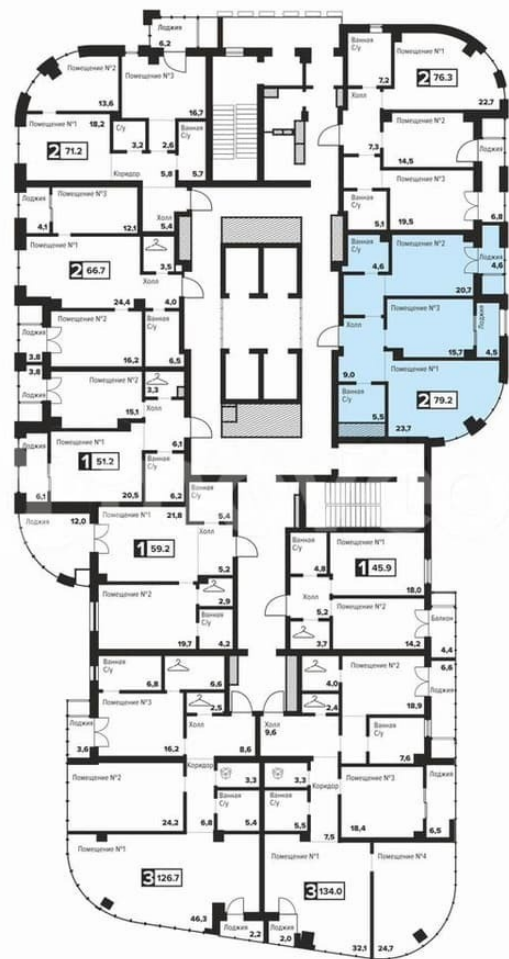 Лоджия
6,2
Помещение №2
13,6
Помещение №3
16,7
Помещение №1
18,2
2 71.2
С/у
3,2
2,6
Ванная
С/у
5,7
Коридор
5,8
Лоджия
4,1
Помещение №3
12,1
Холл
5,4
Ванная
С/у
7,2
Помещение №1
2 76.3
22,7
Холл
7,3
Помещение №2
14,5
Лоджия
6,8
Ванная
С/у
5,1
Помещение №3
19,5
Помещение №1
2 66.7
24,4
3,5
Холл
4,0
Лоджия
3,8
Помещение №2
16,2
Ванная
С/у
6,5
Ванная
С/у
4,6
Помещение №2
20,7
Лоджия
4,6
Холл
9,0
Помещение №3
15,7
Лоджия
4,5
Ванная
С/у
5,5
Помещение №1
2 79.2
23,7
3,8
Лоджия
Помещение №2
15,1
3,3
Холл
6,1
Лоджия
6,1
Помещение №1
1 51.2
20,5
Ванная
С/у
6,2
Лоджия
12,0
Помещение №1
21,8
1 59.2
Ванная
С/у
5,4
Холл
5,2
Помещение №2
19,7
2,9
Ванная
С/у
4,2
Ванная
С/у
4,8
Помещение №1
1 45.9
18,0
Холл
5,2
3,7
Помещение №2
14,2
Балкон
4,4
Ванная
С/у
6,8
6,6
2,5
Лоджия
3,6
Помещение №3
16,2
Холл
8,6
4,0
2,4
Помещение №2
18,9
6,6
Лоджия
Холл
9,6
Ванная
С/у
7,6
Помещение №2
24,2
Коридор
6,8
3,3
Ванная
С/у
5,4
3,3
Ванная
С/у
5,5
Коридор
7,5
Помещение №3
18,4
Лоджия
6,5
Помещение №1
3 126.7
46,3
Лоджия
2,2
Лоджия
2,0
Помещение №1
3 134.0
32,1
Помещение №4
24,7